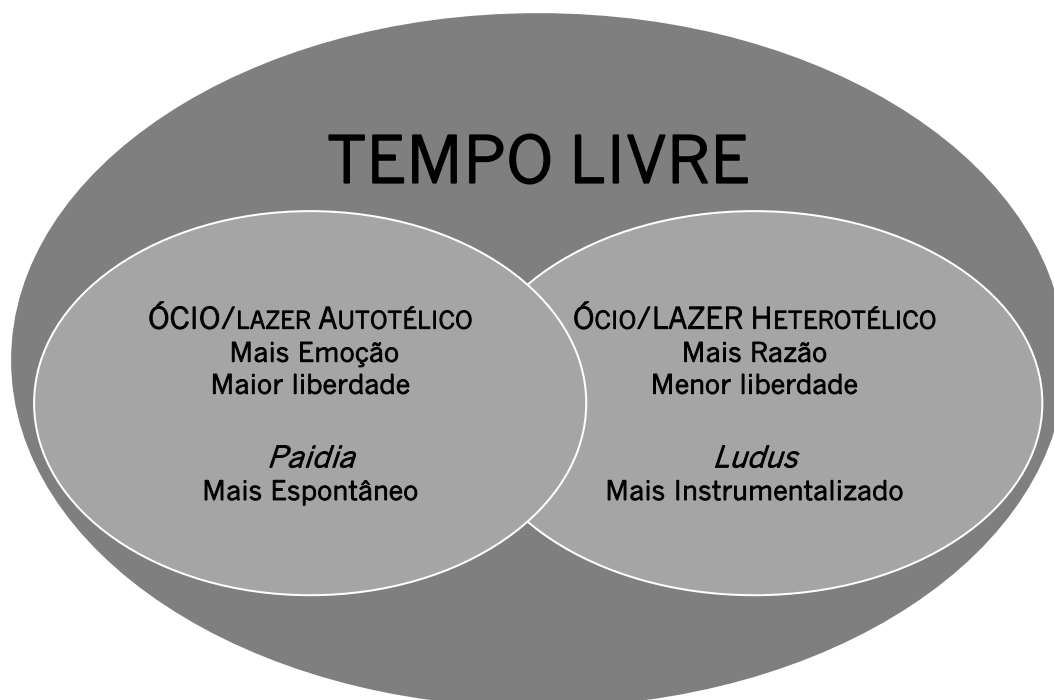 TEMPO LIVRE
ÓCIO/LAZER AUTOTÉLICO
Mais Emoção
Maior liberdade
Paidia
Mais Espontâneo
ÓCIO/LAZER HETEROTÉLICO
Mais Razão
Menor liberdade
Ludus
Mais Instrumentalizado